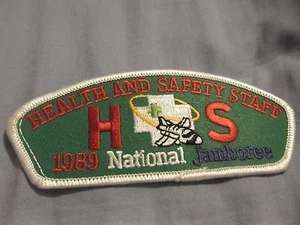 HEALTH AND SAFETY STAFF
H S
1989 National Jamboree